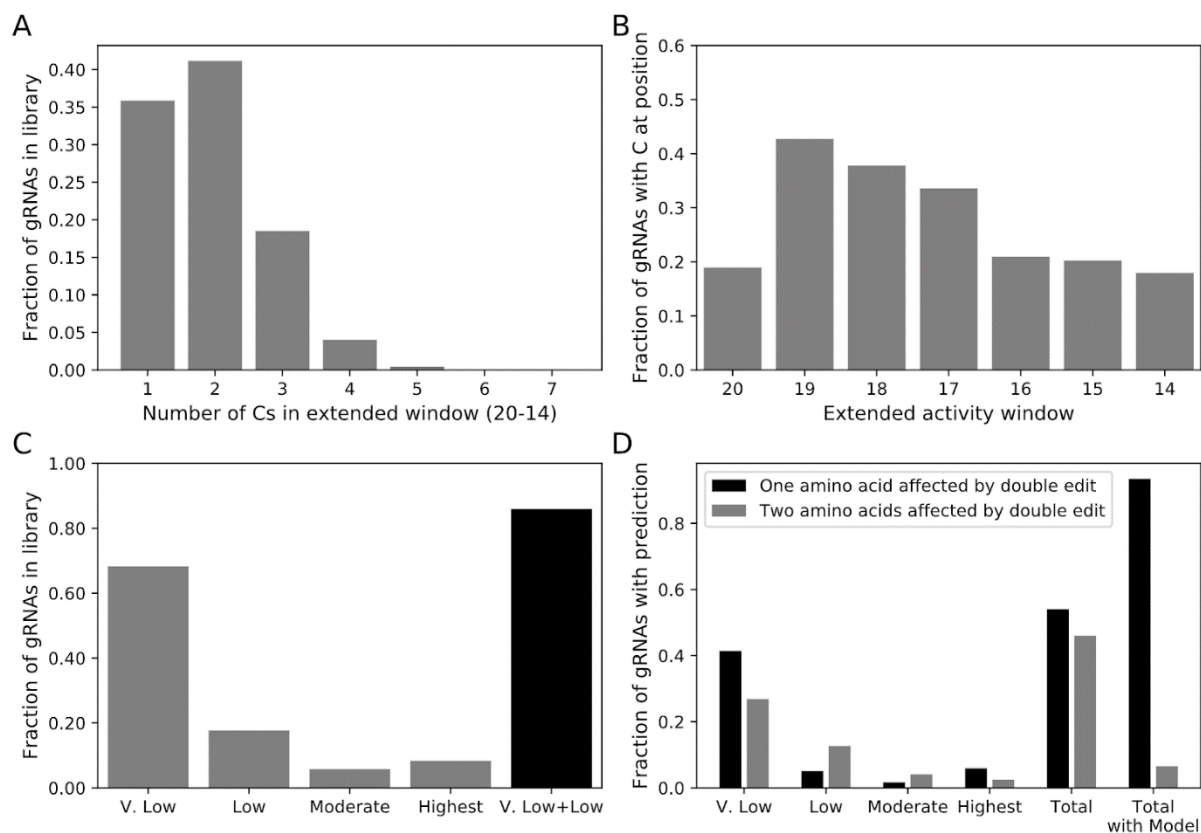 A
Fraction of gRNAs in library
0.40
0.35
0.30
0.25
0.20
0.15
0.10
0.05
0.00
1 2 3 4 5 6 7
Number of Cs in extended window (20-14)
B
Fraction of gRNAs with C at position
0.6
0.5
0.4
0.3
0.2
0.1
0.0
20 19 18 17 16 15 14
Extended activity window
C
Fraction of gRNAs in library
1.00
0.80
0.60
0.40
0.20
0.00
V. Low Low Moderate Highest V. Low+Low
D
Fraction of gRNAs with prediction
0.8
0.6
0.4
0.2
0.0
One amino acid affected by double edit
Two amino acids affected by double edit
V. Low Low Moderate Highest Total Total
with Model